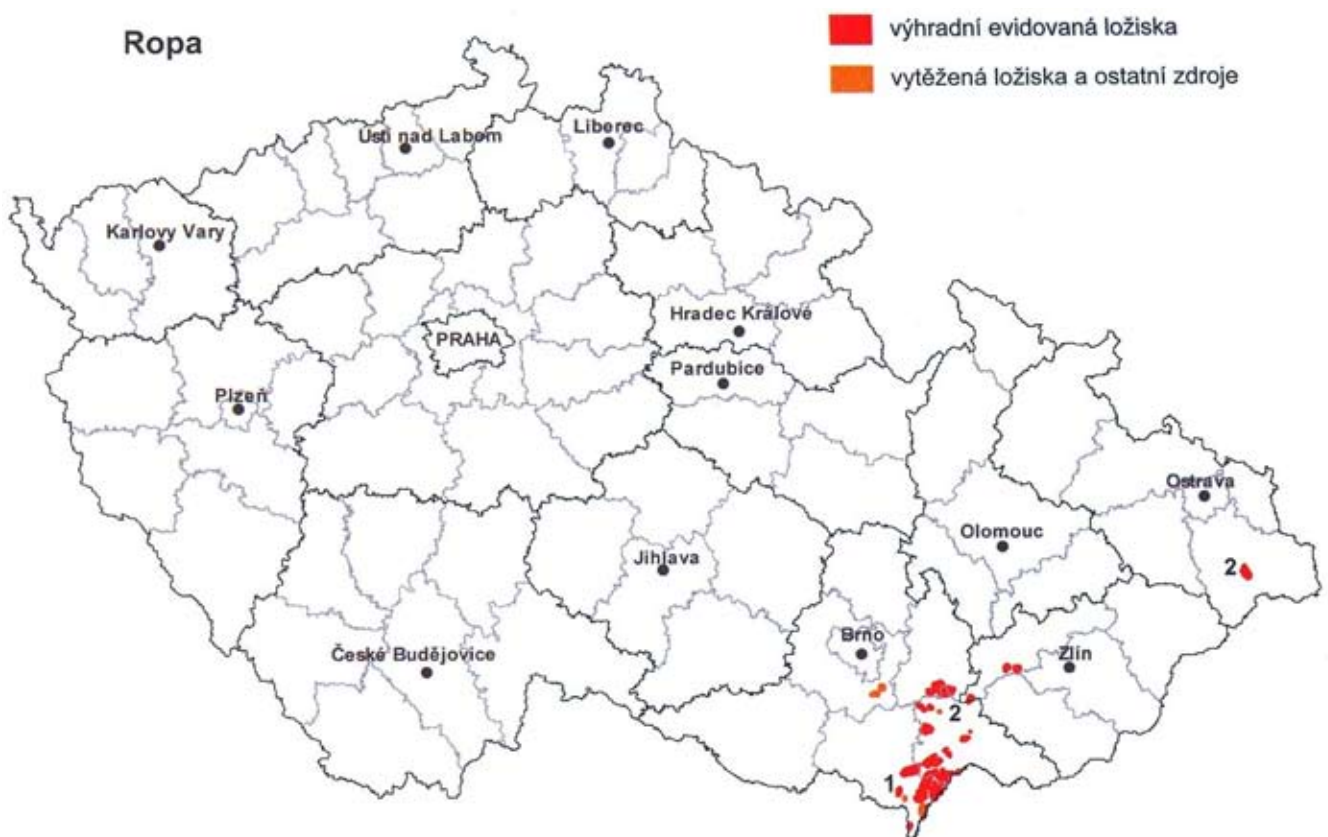 Ropa
výhradní evidovaná ložiska
vytěžená ložiska a ostatní zdroje
Ústí nad Labem
Liberec
Karlovy Vary
Hradec Králové
PRAHA
Pardubice
Plzeň
Ostrava
Olomouc
Jihlava
2
Brno
České Budějovice
Zlín
2
1